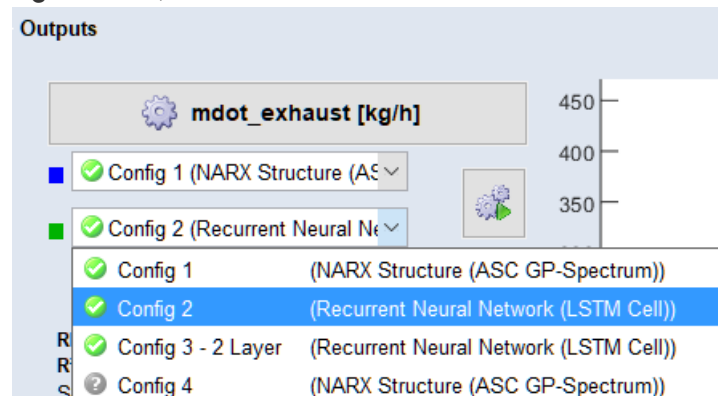 Outputs
mdot_exhaust [kg/h]
450
400
350
Config 1 (NARX Structure (AS
Config 2 (Recurrent Neural Ne
Config 1 (NARX Structure (ASC GP-Spectrum))
Config 2 (Recurrent Neural Network (LSTM Cell))
Config 3 - 2 Layer (Recurrent Neural Network (LSTM Cell))
Config 4 (NARX Structure (ASC GP-Spectrum))